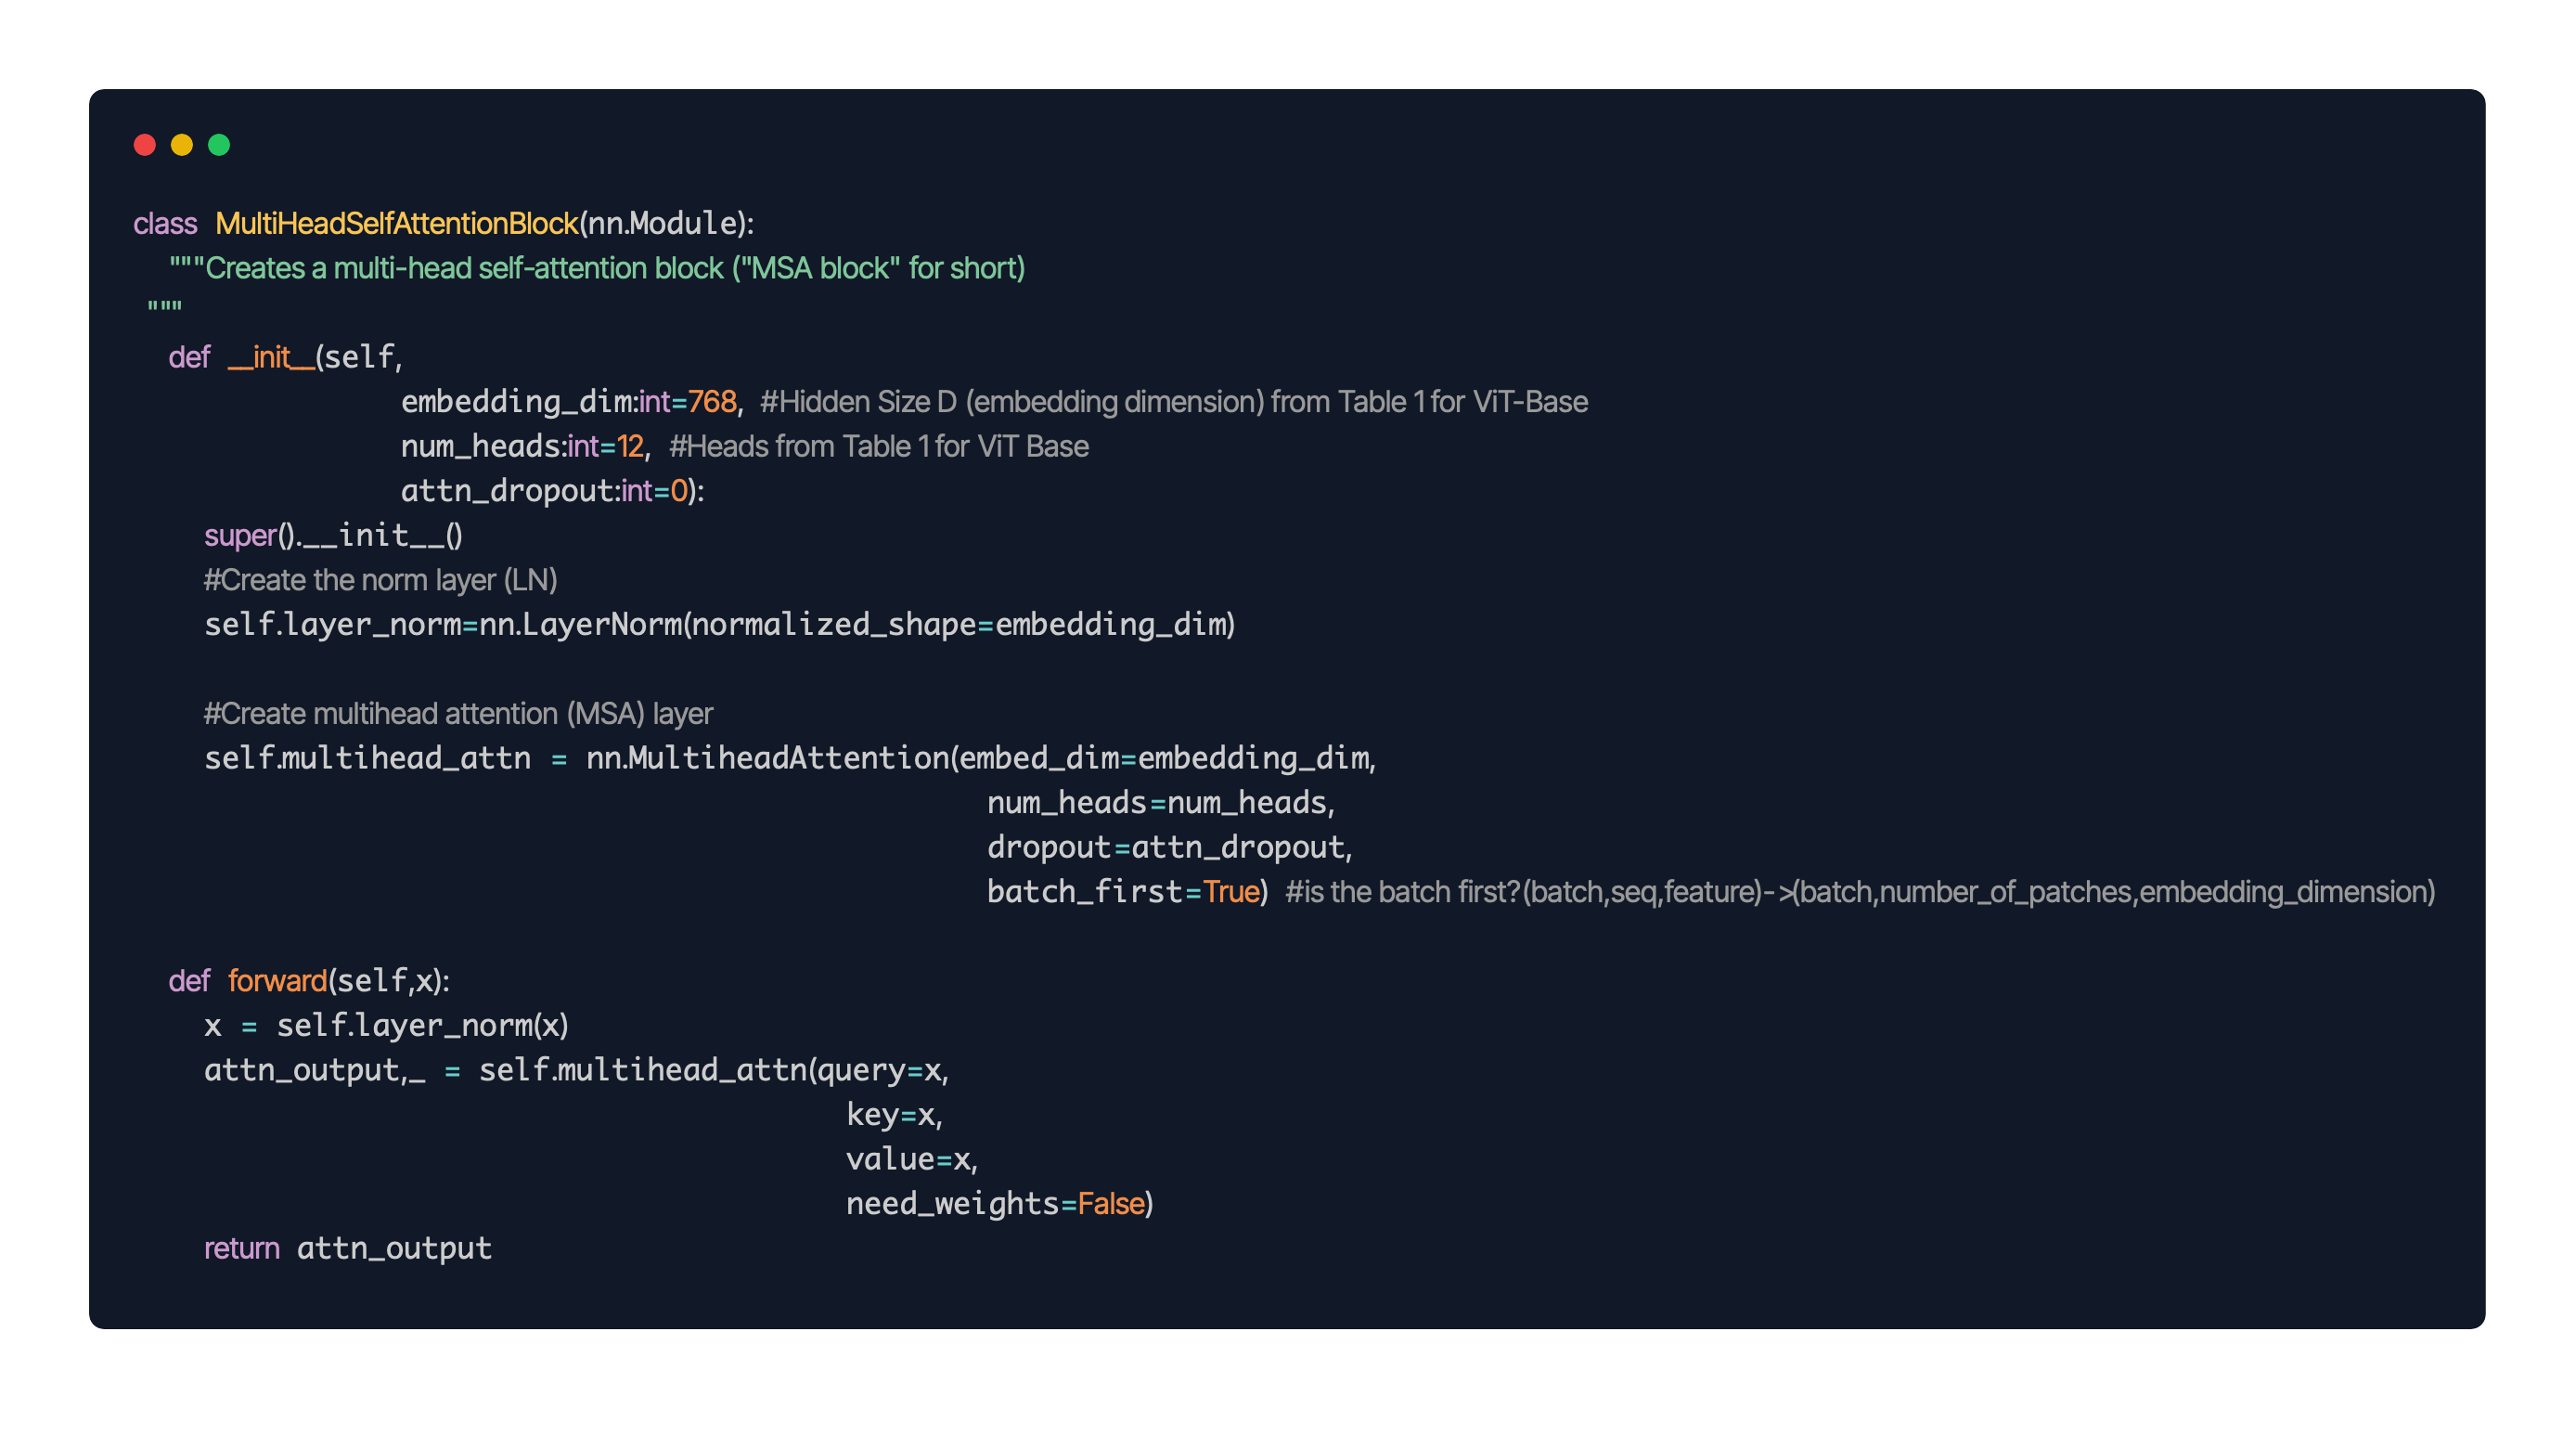 class MultiHeadSelfAttentionBlock(nn.Module):
  """Creates a multi-head self-attention block ("MSA block" for short)
 """
  def __init__(self,
               embedding_dim:int=768, #Hidden Size D (embedding dimension) from Table 1 for ViT-Base
               num_heads:int=12, #Heads from Table 1 for ViT Base
               attn_dropout:int=0):
    super().__init__()
    #Create the norm layer (LN)
    self.layer_norm=nn.LayerNorm(normalized_shape=embedding_dim)

    #Create multihead attention (MSA) layer
    self.multihead_attn = nn.MultiheadAttention(embed_dim=embedding_dim,
                                                num_heads=num_heads,
                                                dropout=attn_dropout,
                                                batch_first=True) #is the batch first?(batch,seq,feature)->(batch,number_of_patches,embedding_dimension)

  def forward(self,x):
    x = self.layer_norm(x)
    attn_output,_ = self.multihead_attn(query=x,
                                        key=x,
                                        value=x,
                                        need_weights=False)
    return attn_output